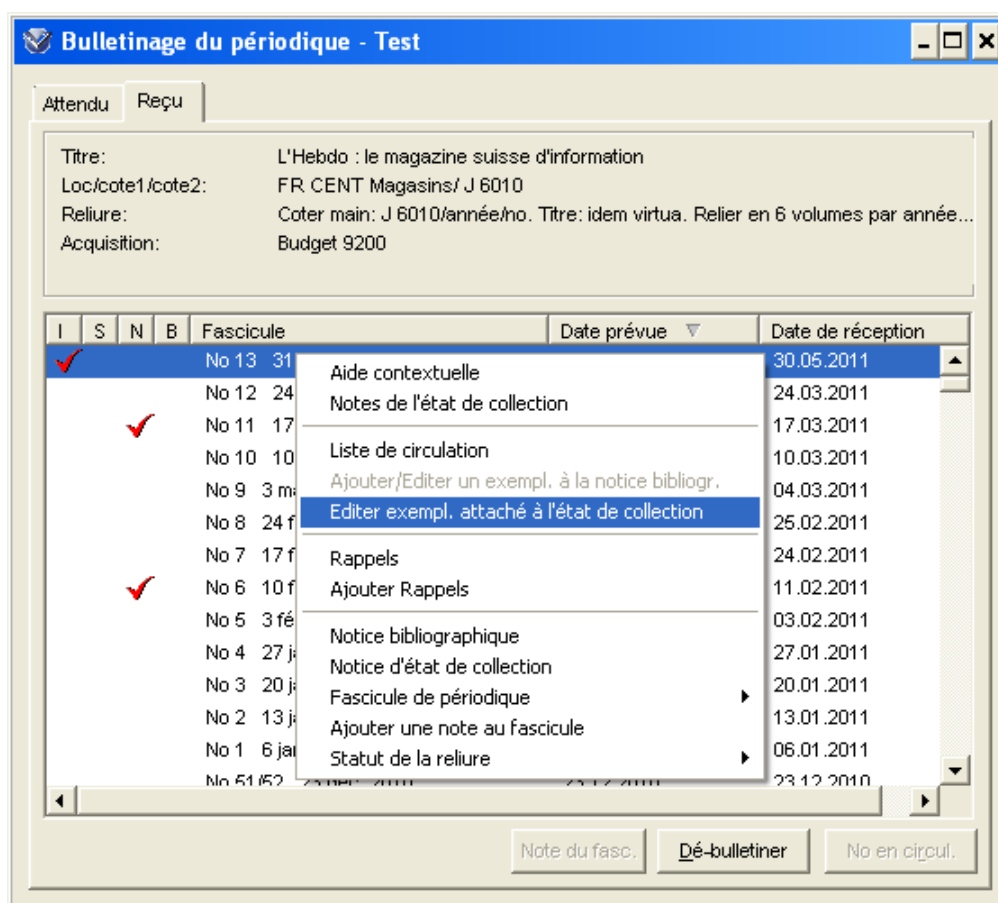 Bulletinage du périodique - Test
Attendu Reçu
Titre: L'Hebdo : le magazine suisse d'information
Loc/cote1/cote2: FR CENT Magasins/ J 6010
Reliure: Coter main: J 6010/année/no. Titre: idem virtua. Relier en 6 volumes par année...
Acquisition: Budget 9200
I S N B Fascicule Date prévue Date de réception
No 13 31 30.05.2011
No 12 24 24.03.2011
No 11 17 17.03.2011
No 10 10 10.03.2011
No 9 3 04.03.2011
No 8 24 25.02.2011
No 7 17 24.02.2011
No 6 10 11.02.2011
No 5 3 03.02.2011
No 4 27 27.01.2011
No 3 20 20.01.2011
No 2 13 13.01.2011
No 1 6 06.01.2011
No 51/52 23 23.12.2010
Aide contextuelle
Notes de l'état de collection
Liste de circulation
Ajouter/Editer un exempl. à la notice bibliogr.
Editer exempl. attaché à l'état de collection
Rappels
Ajouter Rappels
Notice bibliographique
Notice d'état de collection
Fascicule de périodique
Ajouter une note au fascicule
Statut de la reliure
Note du fasc. Dé-bulletiner No en circul.